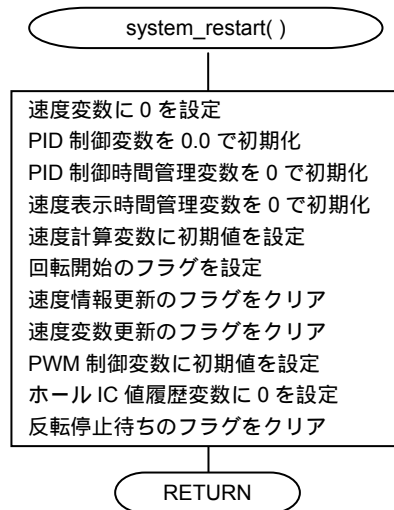 system_restart( )
速度変数に 0 を設定
PID 制御変数を 0.0 で初期化
PID 制御時間管理変数を 0 で初期化
速度表示時間管理変数を 0 で初期化
速度計算変数に初期値を設定
回転開始のフラグを設定
速度情報更新のフラグをクリア
速度変数更新のフラグをクリア
PWM 制御変数に初期値を設定
ホール IC 値履歴変数に 0 を設定
反転停止待ちのフラグをクリア
RETURN